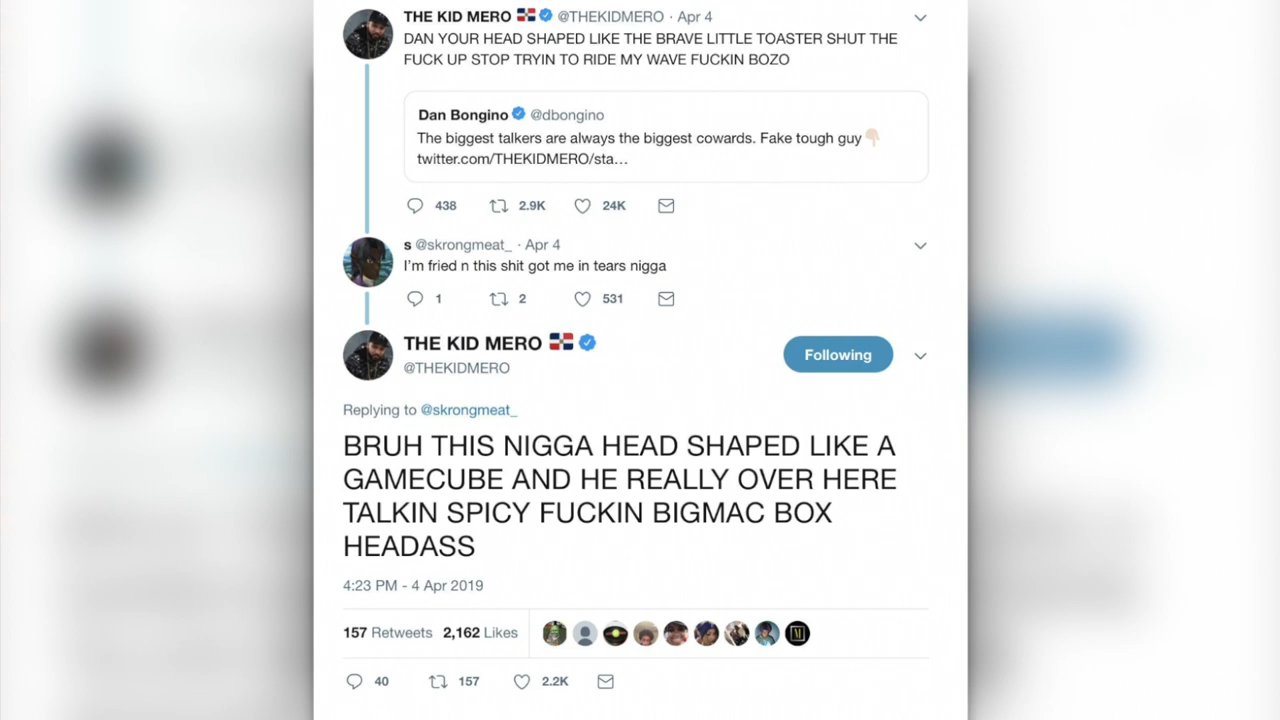 THE KID MERO 🇩🇴 @THEKIDMERO · Apr 4
DAN YOUR HEAD SHAPED LIKE THE BRAVE LITTLE TOASTER SHUT THE
FUCK UP STOP TRYIN TO RIDE MY WAVE FUCKIN BOZO
Dan Bongino @dbongino
The biggest talkers are always the biggest cowards. Fake tough guy👇🏻
twitter.com/THEKIDMERO/sta…
438 2.9K 24K
s @skrongmeat_ · Apr 4
I'm fried n this shit got me in tears nigga
1 2 531
THE KID MERO 🇩🇴
Following
@THEKIDMERO
Replying to @skrongmeat_
BRUH THIS NIGGA HEAD SHAPED LIKE A
GAMECUBE AND HE REALLY OVER HERE
TALKIN SPICY FUCKIN BIGMAC BOX
HEADASS
4:23 PM - 4 Apr 2019
157 Retweets 2,162 Likes
M
40 157 2.2K